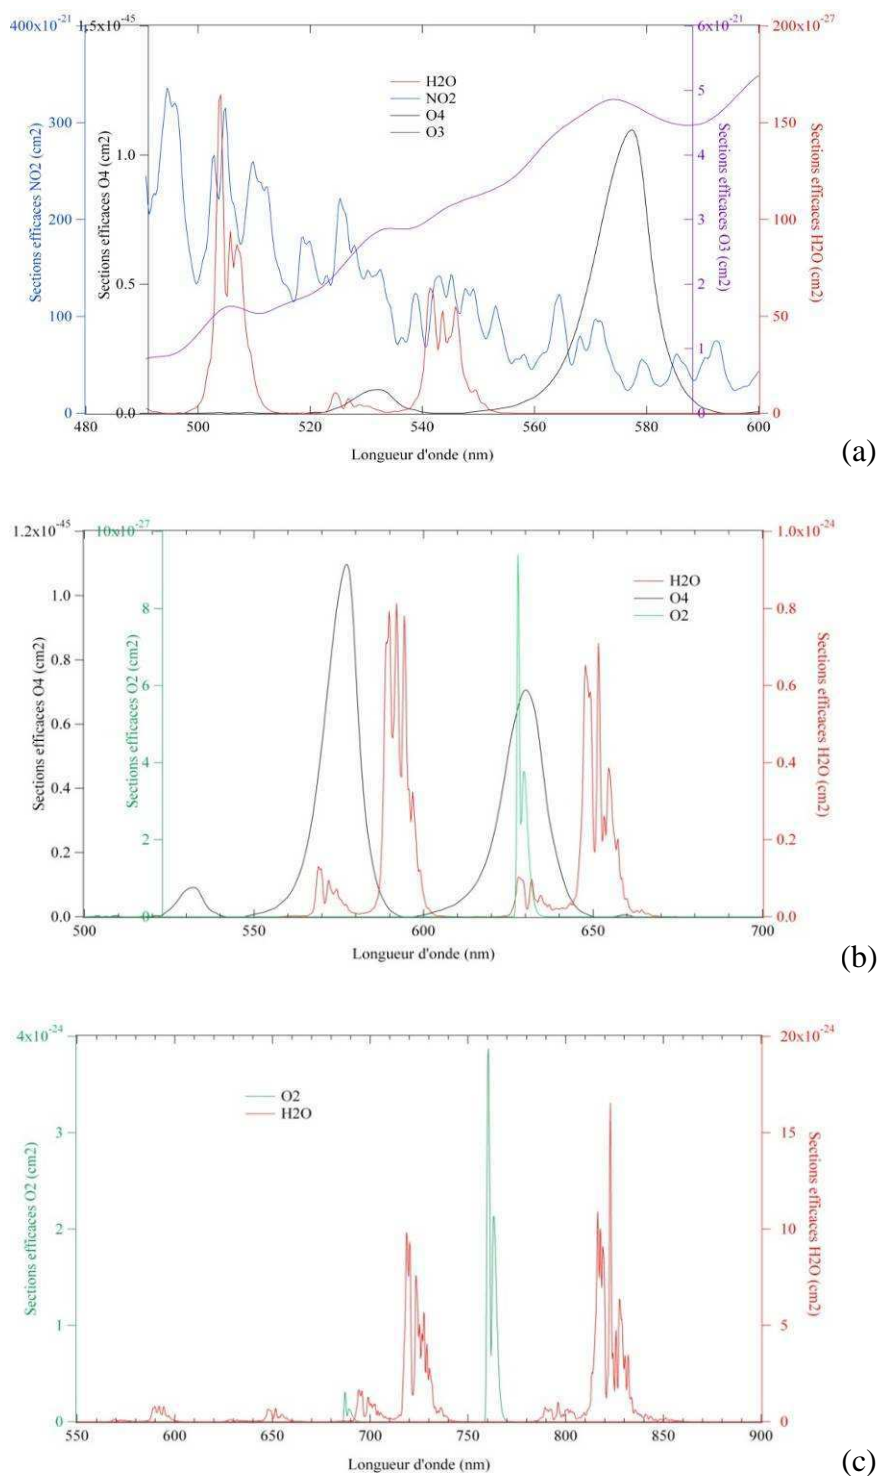 400x10-21
1.5x10-45
6x10-21
200x10-27
H2O
NO2
O4
O3
300
200
100
0
1.0
0.5
0.0
5
4
3
2
1
0
150
100
50
0
Sections efficaces NO2 (cm2)
Sections efficaces O4 (cm2)
Sections efficaces O3 (cm2)
Sections efficaces H2O (cm2)
480
500
520
540
560
580
600
Longueur d'onde (nm)
(a)
1.2x10-45
10x10-27
1.0x10-24
H2O
O4
O2
1.0
0.8
0.6
0.4
0.2
0.0
8
6
4
2
0
0.8
0.6
0.4
0.2
0.0
Sections efficaces O4 (cm2)
Sections efficaces O2 (cm2)
Sections efficaces H2O (cm2)
500
550
600
650
700
Longueur d'onde (nm)
(b)
4x10-24
20x10-24
O2
H2O
3
2
1
0
15
10
5
0
Sections efficaces O2 (cm2)
Sections efficaces H2O (cm2)
550
600
650
700
760
800
850
900
Longueur d'onde (nm)
(c)